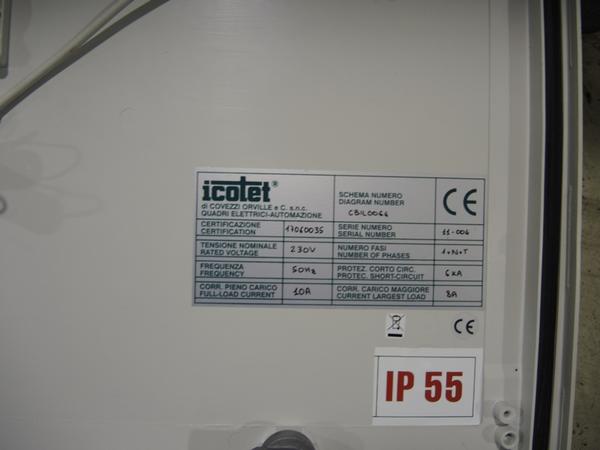 icotet®
di COVEZZI ORVILLE e C. s.n.c.
QUADRI ELETTRICI-AUTOMAZIONE
SCHEMA NUMERO
DIAGRAM NUMBER
CE
CERTIFICAZIONE
CERTIFICATION
17060035
SERIE NUMERO
SERIAL NUMBER
11-006
TENSIONE NOMINALE
RATED VOLTAGE
230V
NUMERO FASI
NUMBER OF PHASES
1+N+T
FREQUENZA
FREQUENCY
50Hz
PROTEZ. CORTO CIRC.
PROTEC. SHORT-CIRCUIT
6KA
CORR. PIENO CARICO
FULL-LOAD CURRENT
10A
CORR. CARICO MAGGIORE
CURRENT LARGEST LOAD
8A
CE
IP 55